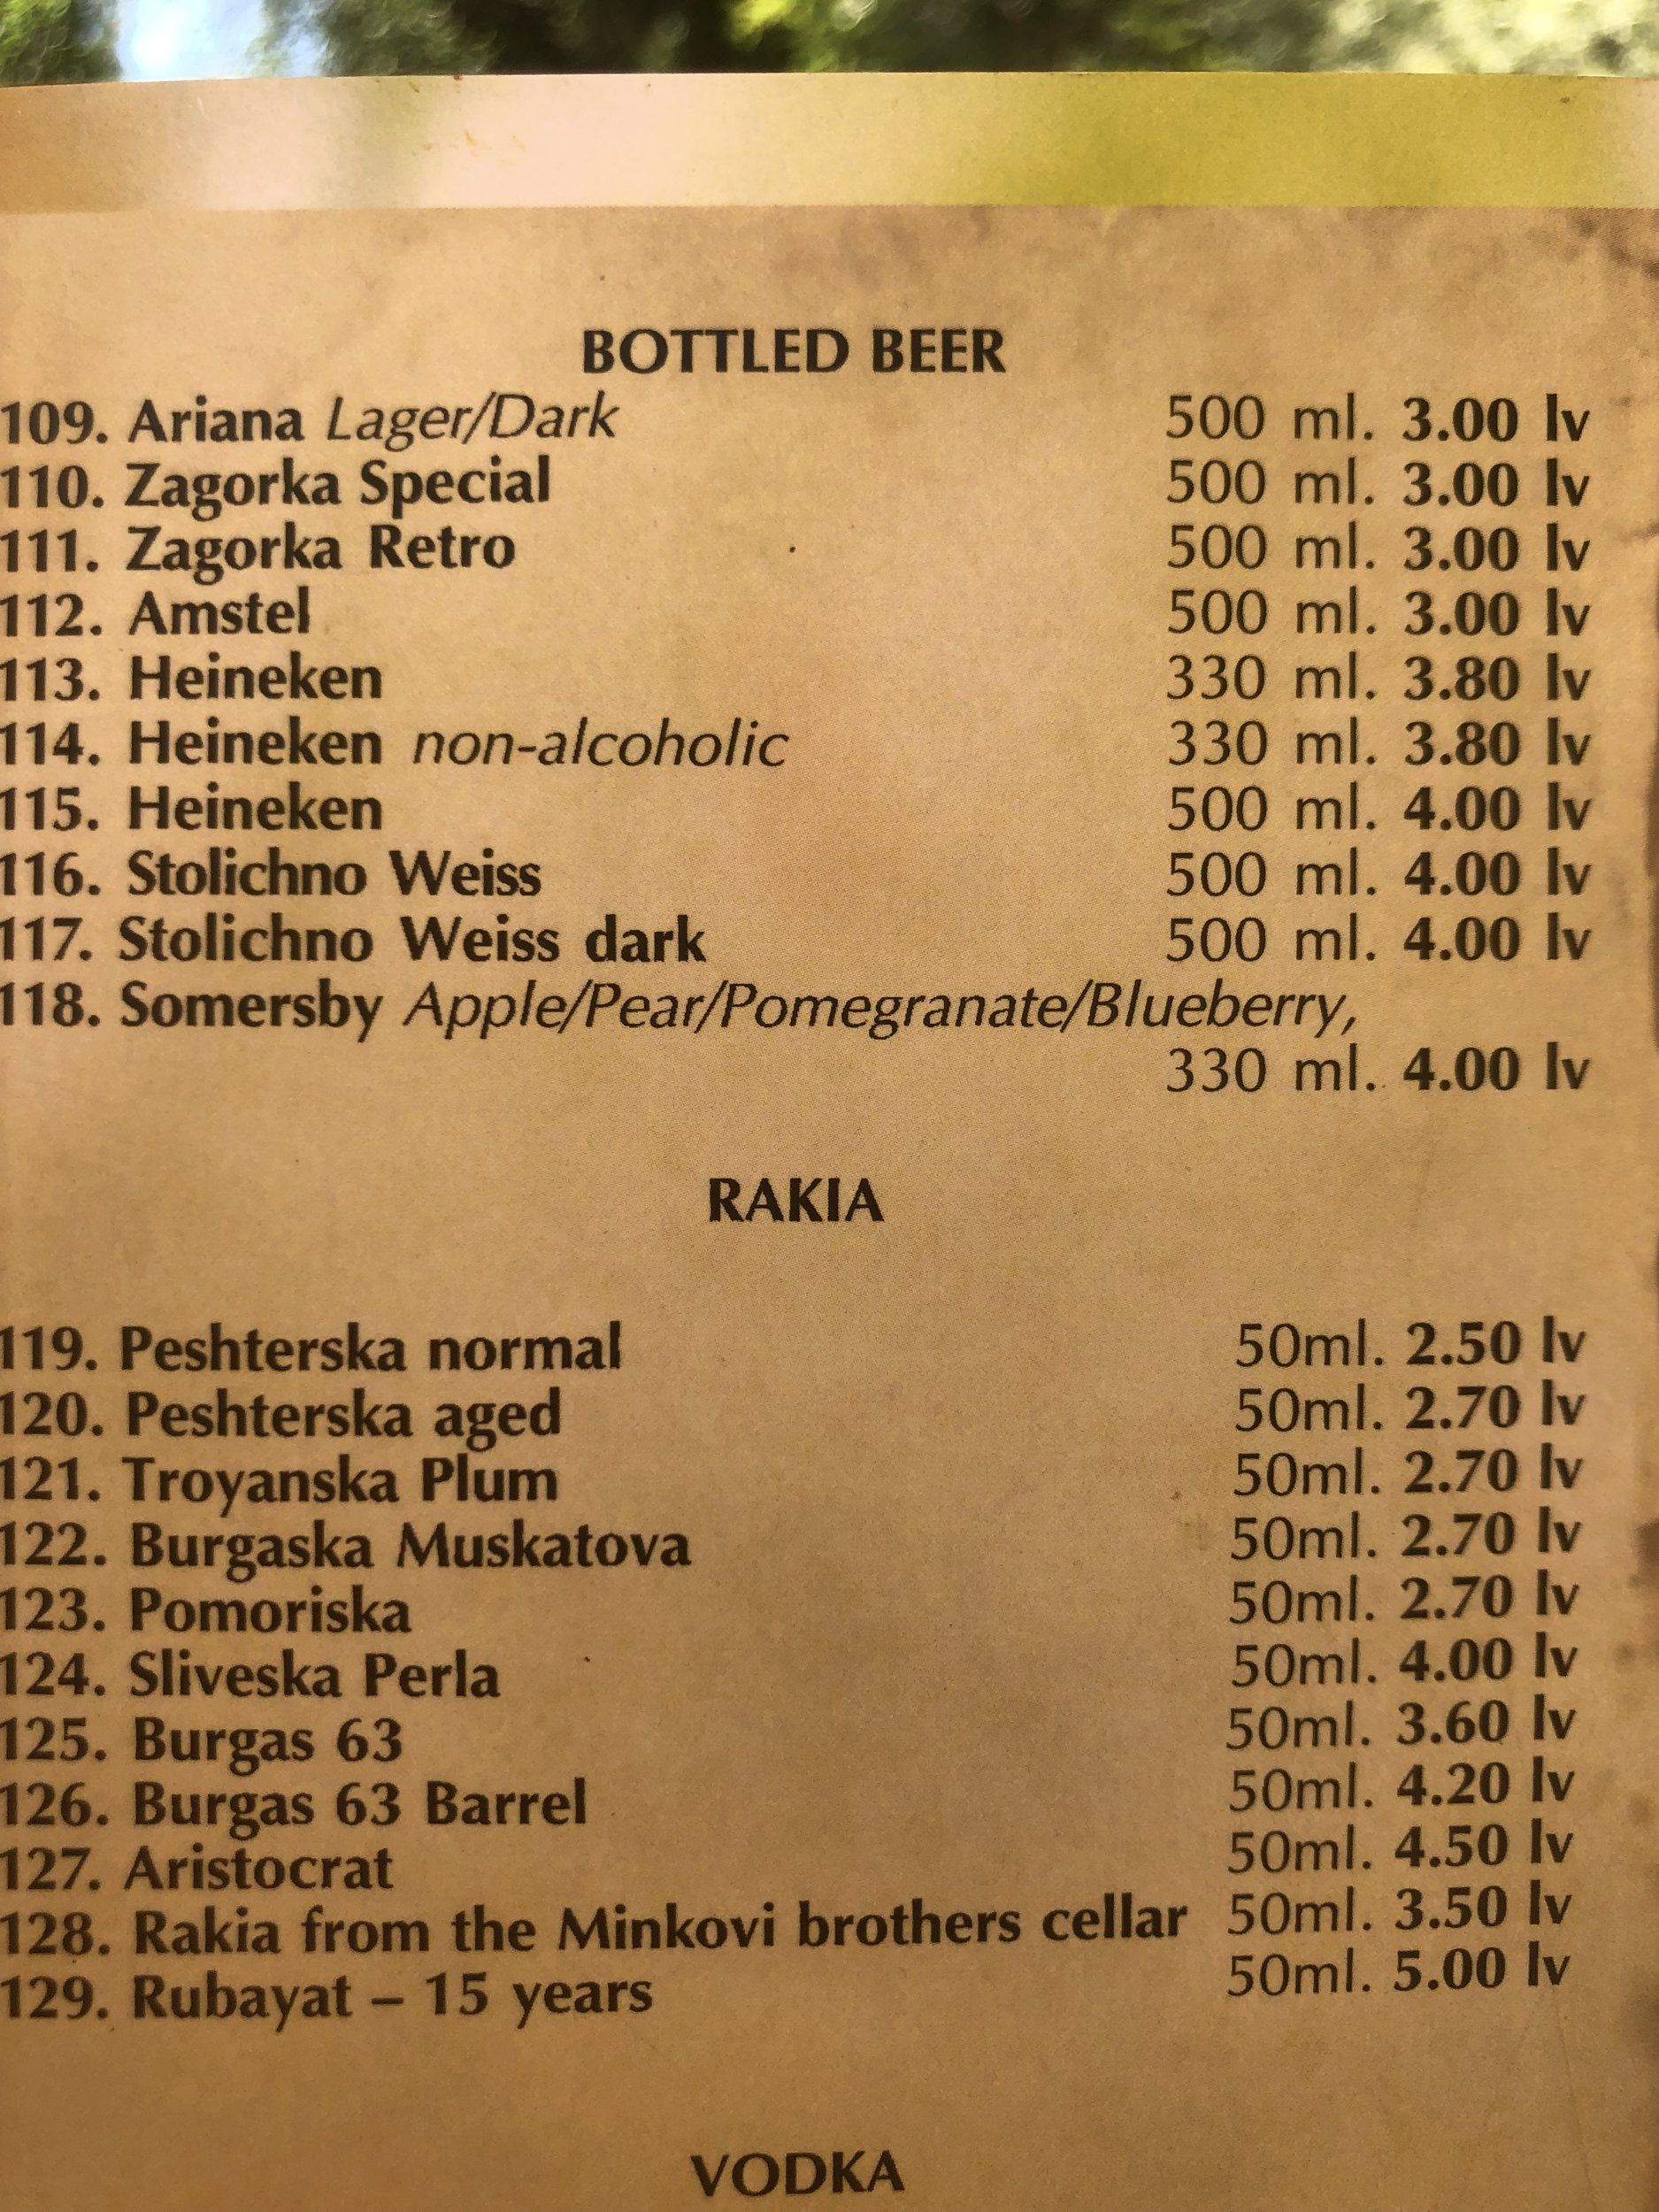 BOTTLED BEER
109. Ariana Lager/Dark 500 ml. 3.00 lv
110. Zagorka Special 500 ml. 3.00 lv
111. Zagorka Retro 500 ml. 3.00 lv
112. Amstel 500 ml. 3.00 lv
113. Heineken 330 ml. 3.80 lv
114. Heineken non-alcoholic 330 ml. 3.80 lv
115. Heineken 500 ml. 4.00 lv
116. Stolichno Weiss 500 ml. 4.00 lv
117. Stolichno Weiss dark 500 ml. 4.00 lv
118. Somersby Apple/Pear/Pomegranate/Blueberry,
330 ml. 4.00 lv
RAKIA
119. Peshterska normal 50ml. 2.50 lv
120. Peshterska aged 50ml. 2.70 lv
121. Troyanska Plum 50ml. 2.70 lv
122. Burgaska Muskatova 50ml. 2.70 lv
123. Pomoriska 50ml. 2.70 lv
124. Sliveska Perla 50ml. 4.00 lv
125. Burgas 63 50ml. 3.60 lv
126. Burgas 63 Barrel 50ml. 4.20 lv
127. Aristocrat 50ml. 4.50 lv
128. Rakia from the Minkovi brothers cellar 50ml. 3.50 lv
129. Rubayat – 15 years 50ml. 5.00 lv
VODKA